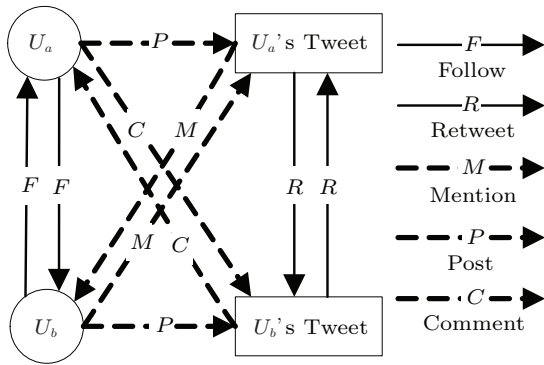 U_a P U_a's Tweet F
Follow
C M R
Retweet
F F R R M
Mention
M C P
Post
U_b P U_b's Tweet C
Comment